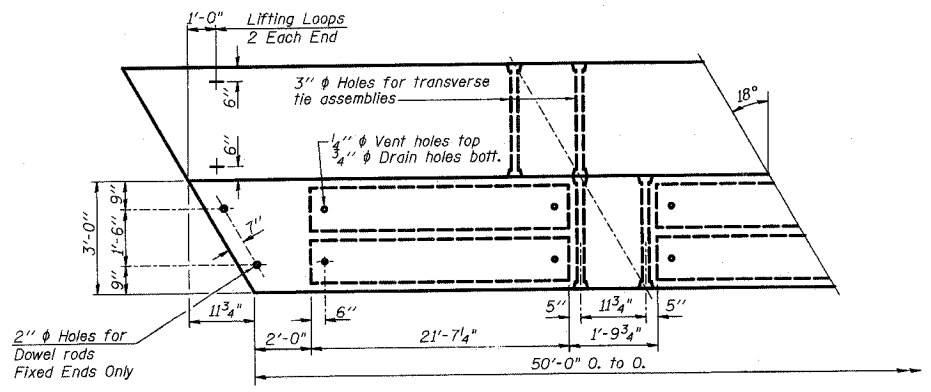 1'-0"
Lifting Loops
2 Each End
3" φ Holes for transverse
tie assemblies
18°
6"
6"
1/4" φ Vent holes top
3/4" φ Drain holes bott.
3'-0"
9"
1'-6"
9"
7"
11 3/4"
6"
5"
11 3/4"
5"
2" φ Holes for
Dowel rods
Fixed Ends Only
2'-0"
21'-7 1/4"
1'-9 3/4"
50'-0" O. to O.